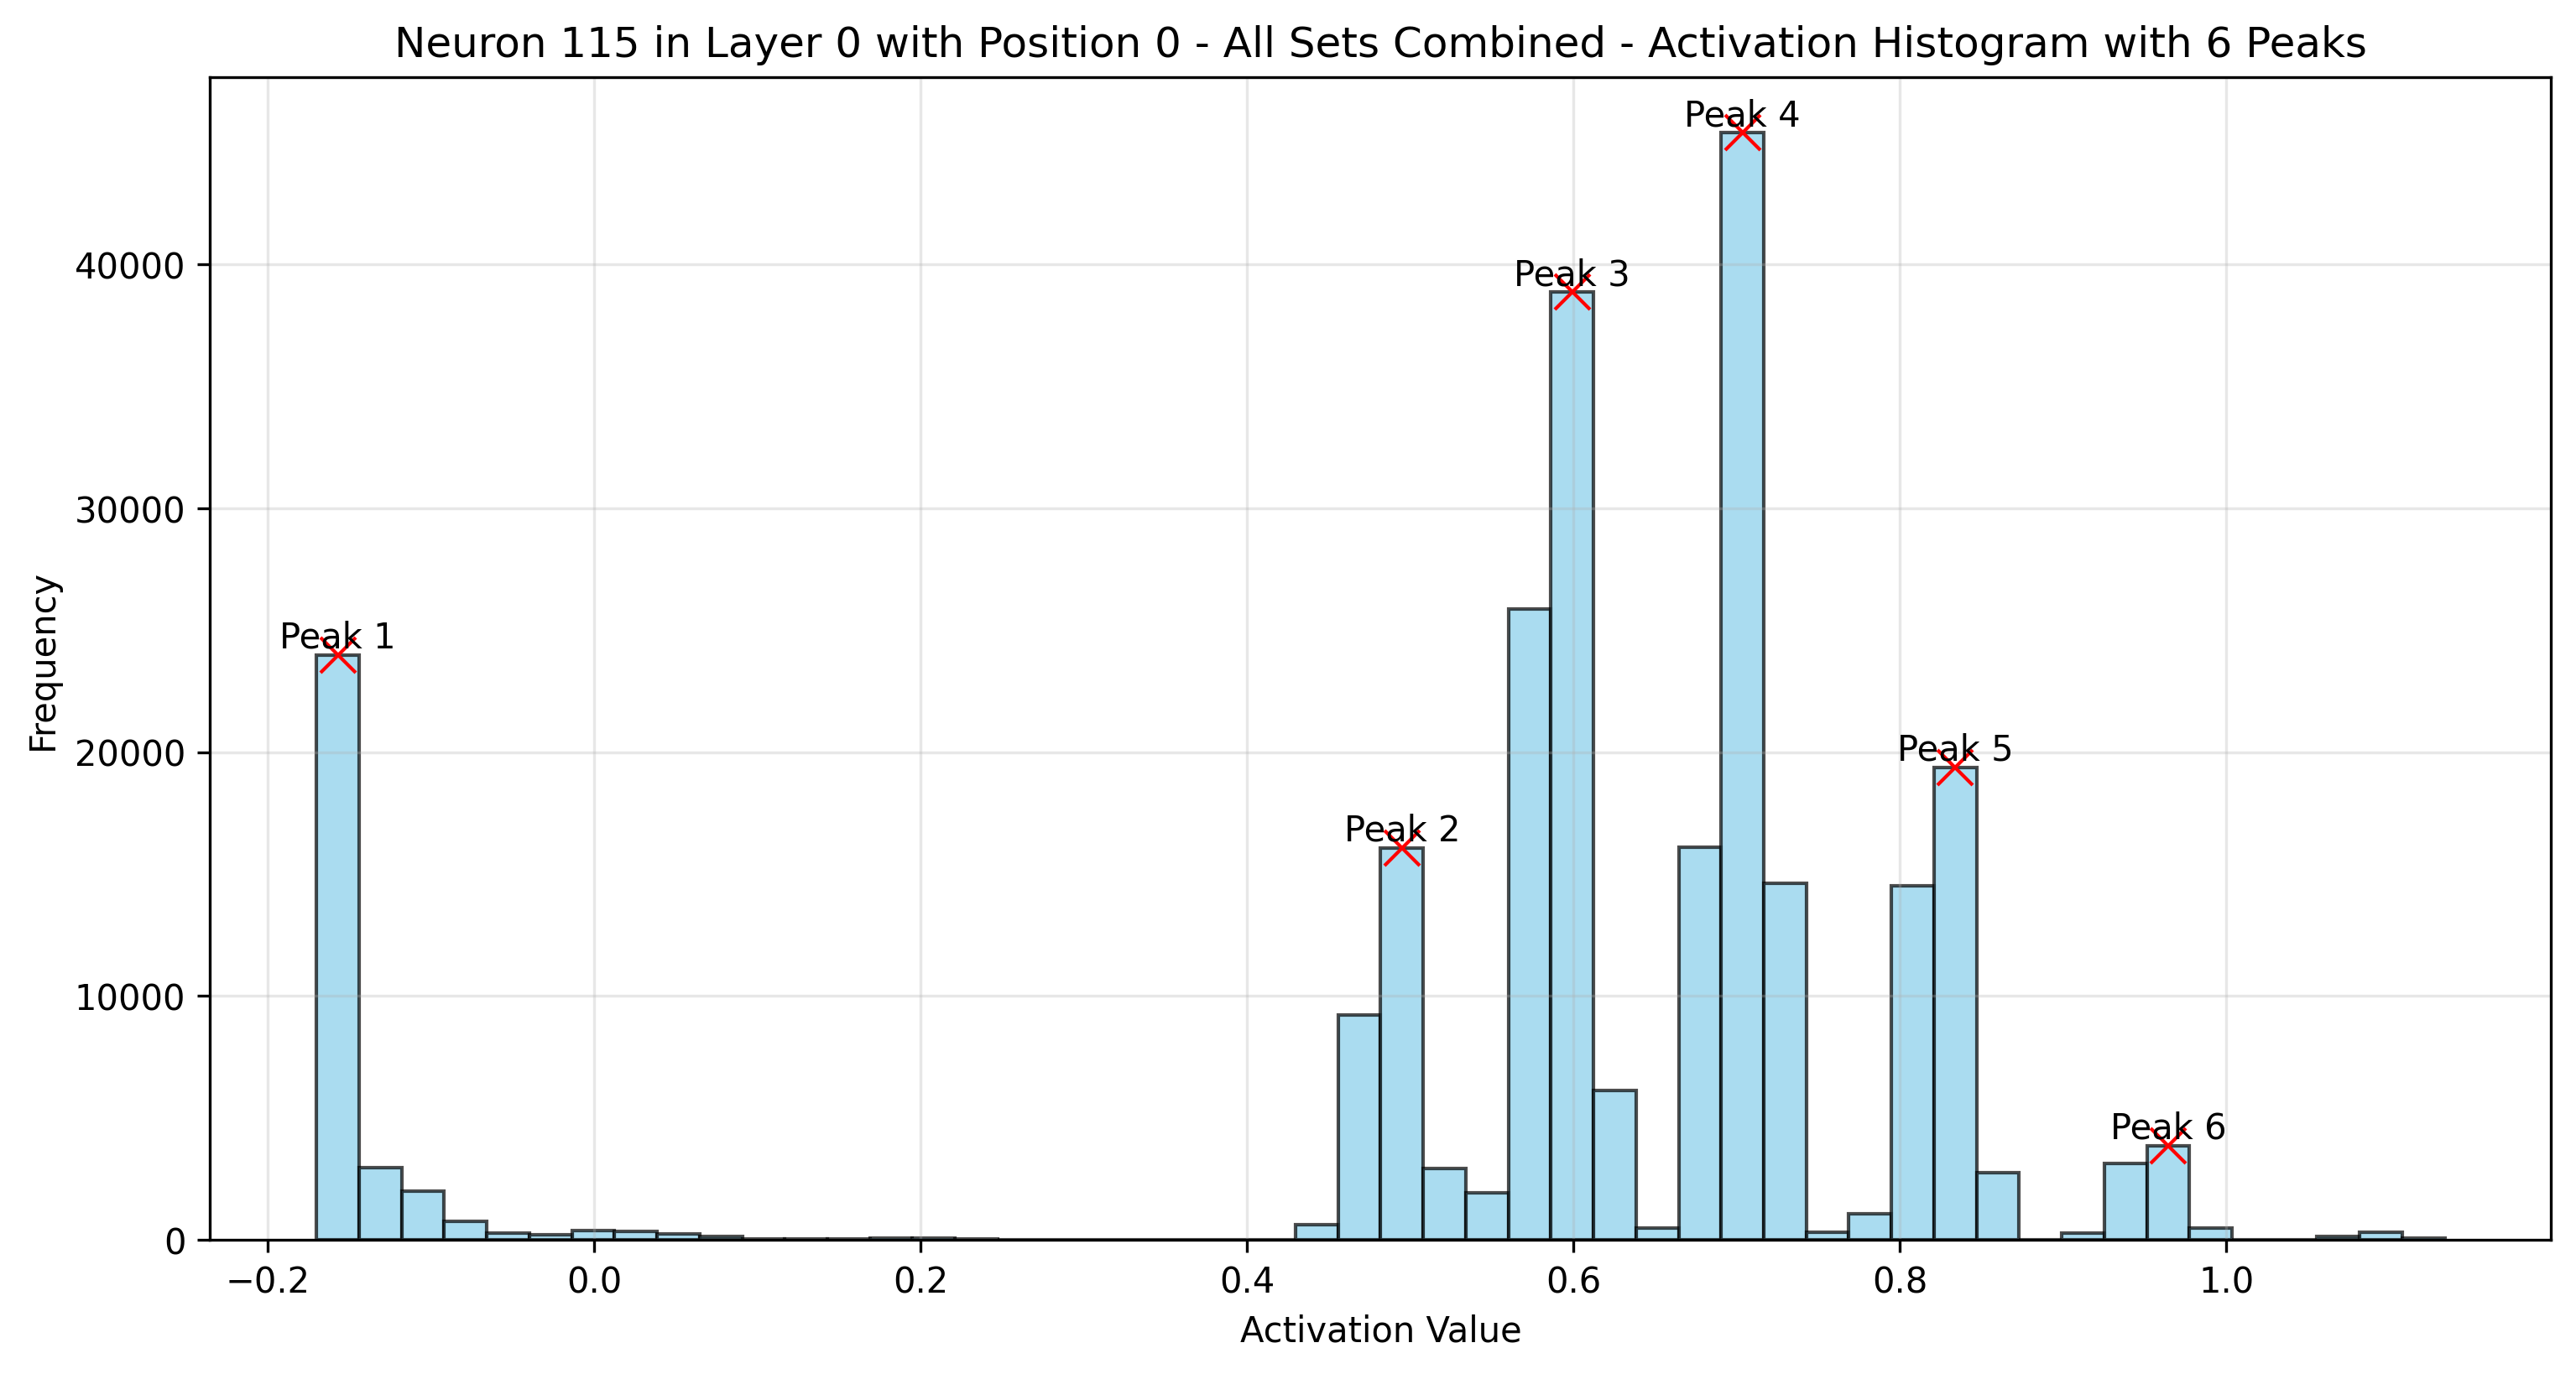 Neuron 115 in Layer 0 with Position 0 - All Sets Combined - Activation Histogram with 6 Peaks
Peak 4
Peak 3
Peak 1
Peak 5
Peak 2
Peak 6
Frequency
40000
30000
20000
10000
0
−0.2
0.0
0.2
0.4
0.6
0.8
1.0
Activation Value